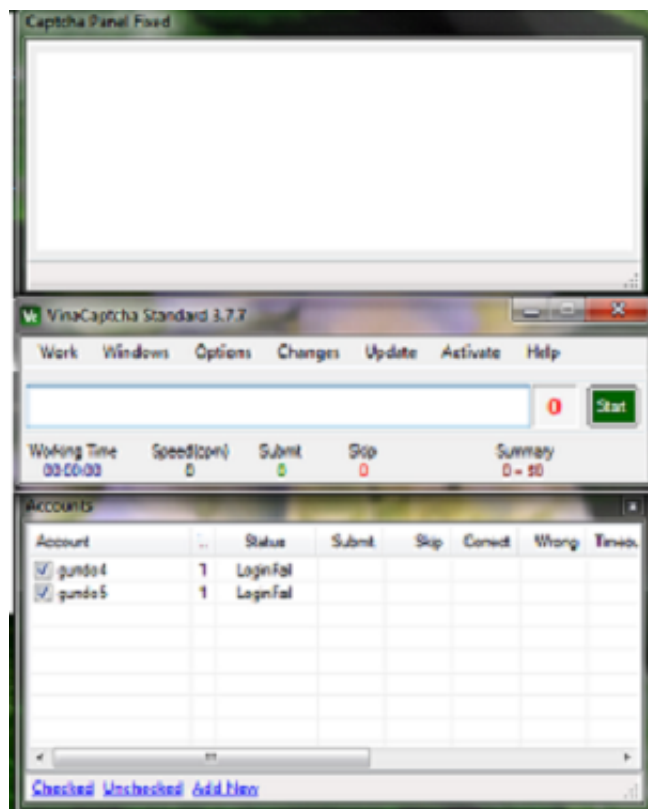 Captcha Panel Fixed
Vc VinaCaptcha Standard 3.7.7
Work Windows Options Changes Update Activate Help
0 Start
Working Time Speed(cpm) Submit Skip Summary
00:00:00 0 0 0 0 - $0
Accounts
Account Status Submit Skip Correct Wrong
gundo4 1 LoginFail
gundo5 1 LoginFail
Checked Unchecked Add New